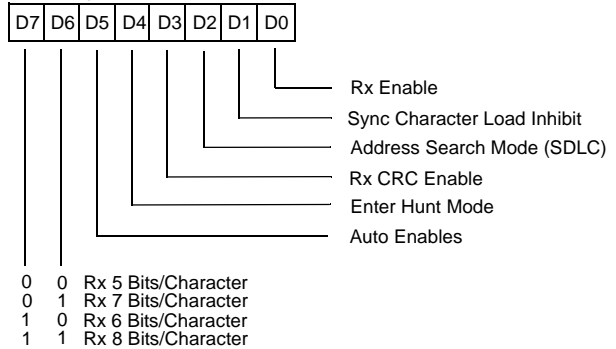 D7 D6 D5 D4 D3 D2 D1 D0
Rx Enable
Sync Character Load Inhibit
Address Search Mode (SDLC)
Rx CRC Enable
Enter Hunt Mode
Auto Enables
0 0 Rx 5 Bits/Character
0 1 Rx 7 Bits/Character
1 0 Rx 6 Bits/Character
1 1 Rx 8 Bits/Character